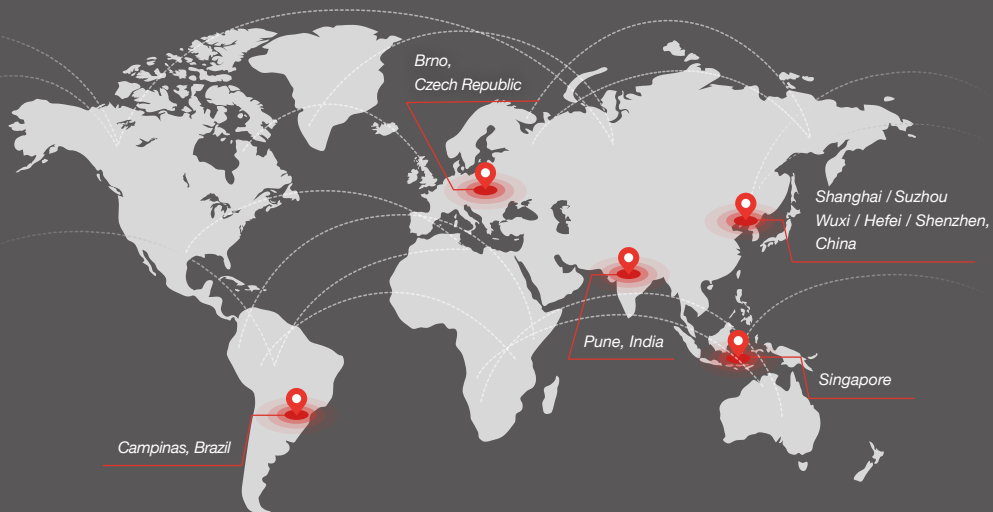 Brno,
Czech Republic
Shanghai / Suzhou
Wuxi / Hefei / Shenzhen,
China
Pune, India
Singapore
Campinas, Brazil